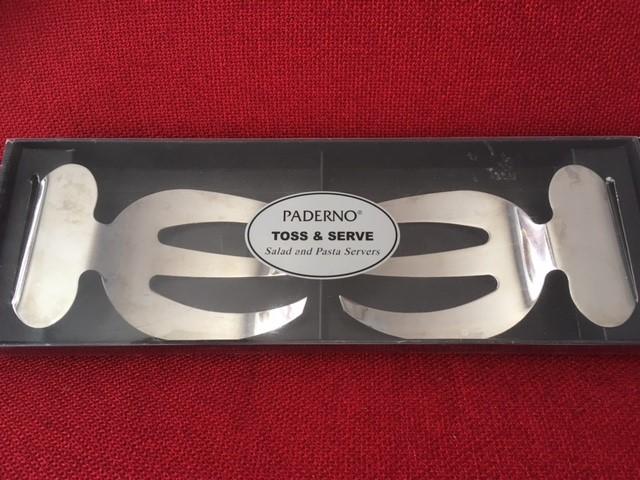 PADERNO®
TOSS & SERVE
Salad and Pasta Servers